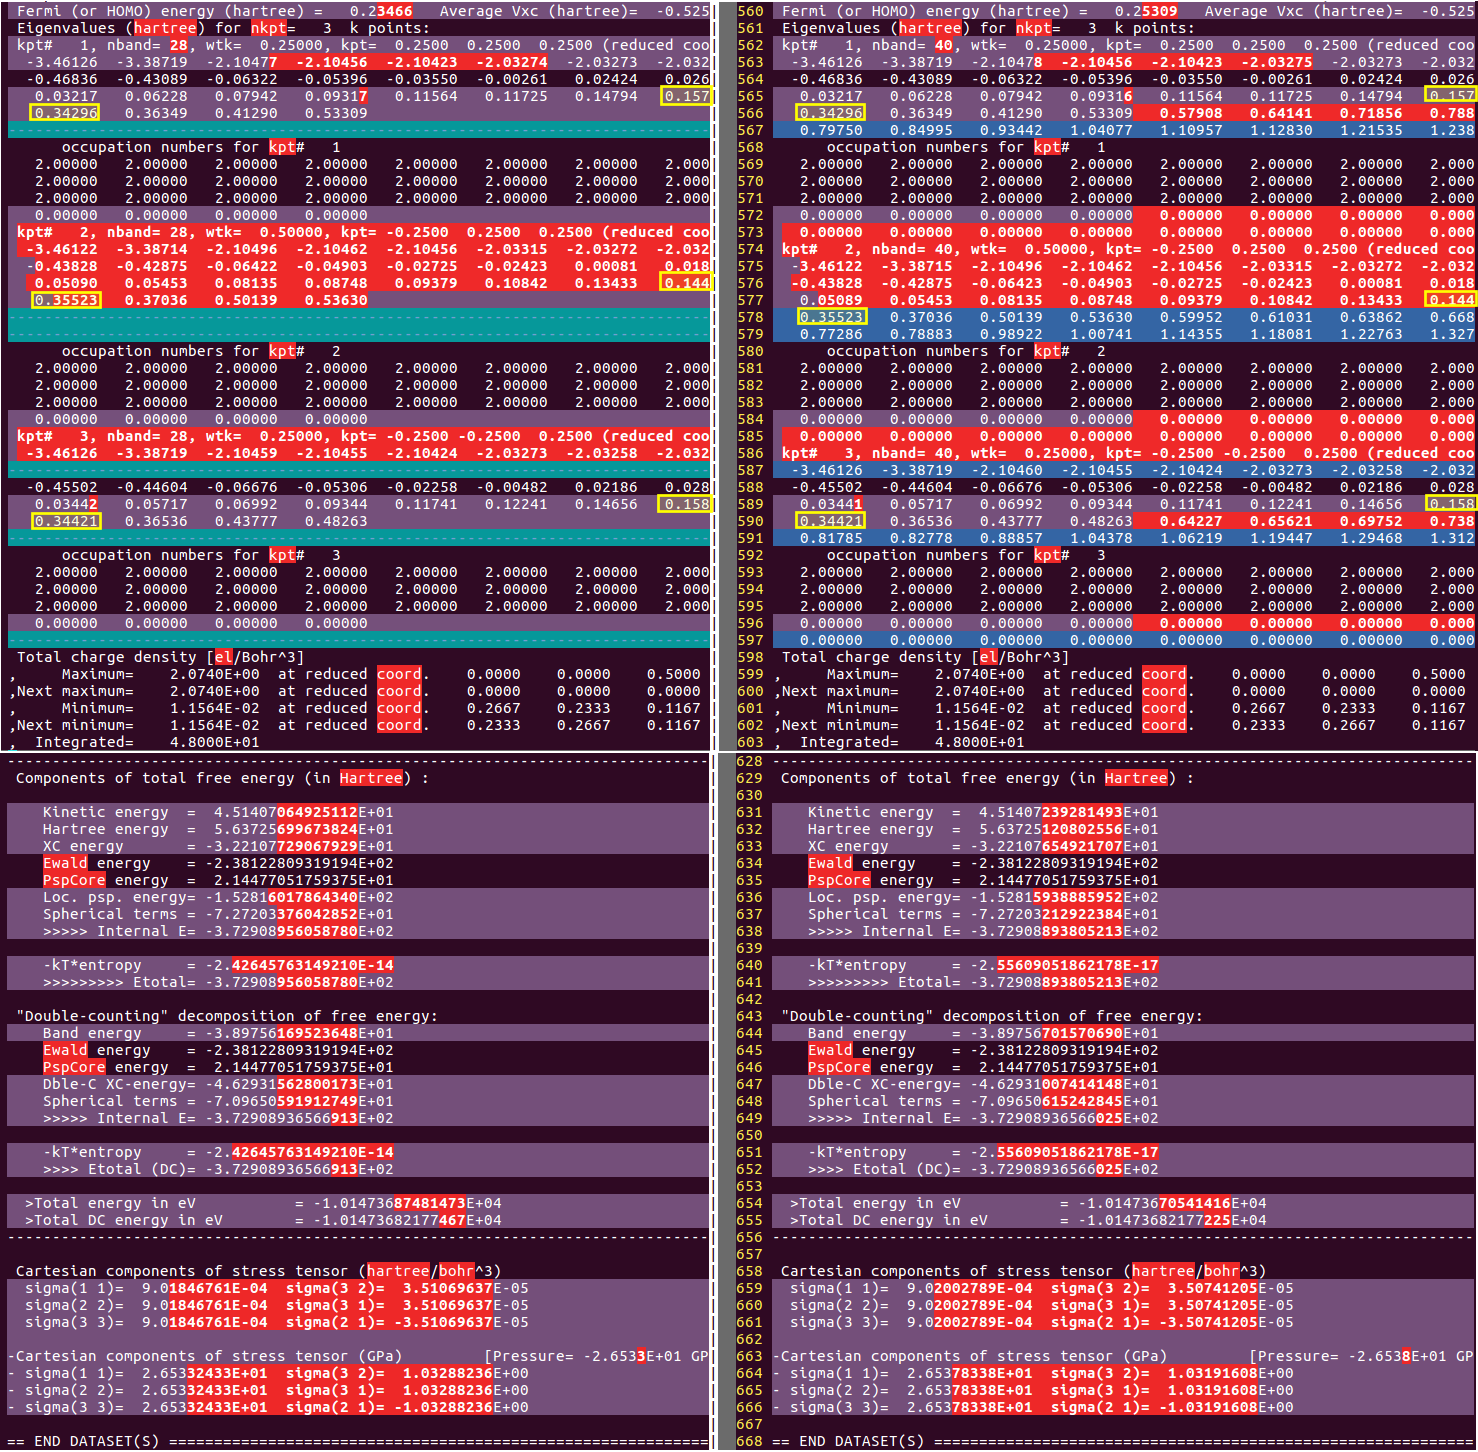 Fermi (or HOMO) energy (hartree) = 0.23466 Average Vxc (hartree)= -0.525
Eigenvalues (hartree) for nkpt= 3 k points:
kpt# 1, nband= 28, wtk= 0.25000, kpt= 0.2500 0.2500 0.2500 (reduced coo
-3.46126 -3.38719 -2.10477 -2.10456 -2.10423 -2.03274 -2.03273 -2.032
-0.46836 -0.43089 -0.06322 -0.05396 -0.03550 -0.00261 0.02424 0.026
0.03217 0.06228 0.07942 0.09317 0.11564 0.11725 0.14794 0.157
0.34296 0.36349 0.41290 0.53309
occupation numbers for kpt# 1
2.00000 2.00000 2.00000 2.00000 2.00000 2.00000 2.00000 2.000
2.00000 2.00000 2.00000 2.00000 2.00000 2.00000 2.00000 2.000
2.00000 2.00000 2.00000 2.00000 2.00000 2.00000 2.00000 2.000
0.00000 0.00000 0.00000 0.00000
kpt# 2, nband= 28, wtk= 0.50000, kpt= -0.2500 0.2500 0.2500 (reduced coo
-3.46122 -3.38714 -2.10496 -2.10462 -2.10456 -2.03315 -2.03272 -2.032
-0.43828 -0.42875 -0.06422 -0.04903 -0.02725 -0.02423 0.00081 0.018
0.05090 0.05453 0.08135 0.08748 0.09379 0.10842 0.13433 0.144
0.35523 0.37036 0.50139 0.53630
occupation numbers for kpt# 2
2.00000 2.00000 2.00000 2.00000 2.00000 2.00000 2.00000 2.000
2.00000 2.00000 2.00000 2.00000 2.00000 2.00000 2.00000 2.000
2.00000 2.00000 2.00000 2.00000 2.00000 2.00000 2.00000 2.000
0.00000 0.00000 0.00000 0.00000
kpt# 3, nband= 28, wtk= 0.25000, kpt= -0.2500 -0.2500 0.2500 (reduced coo
-3.46126 -3.38719 -2.10459 -2.10455 -2.10424 -2.03273 -2.03258 -2.032
-0.45502 -0.44604 -0.06676 -0.05306 -0.02258 -0.00482 0.02186 0.028
0.03442 0.05717 0.06992 0.09344 0.11741 0.12241 0.14656 0.158
0.34421 0.36536 0.43777 0.48263
occupation numbers for kpt# 3
2.00000 2.00000 2.00000 2.00000 2.00000 2.00000 2.00000 2.000
2.00000 2.00000 2.00000 2.00000 2.00000 2.00000 2.00000 2.000
2.00000 2.00000 2.00000 2.00000 2.00000 2.00000 2.00000 2.000
0.00000 0.00000 0.00000 0.00000
Total charge density [el/Bohr^3]
, Maximum= 2.0740E+00 at reduced coord. 0.0000 0.0000 0.5000
,Next maximum= 2.0740E+00 at reduced coord. 0.0000 0.0000 0.0000
, Minimum= 1.1564E-02 at reduced coord. 0.2667 0.2333 0.1167
,Next minimum= 1.1564E-02 at reduced coord. 0.2333 0.2667 0.1167
, Integrated= 4.8000E+01
560 Fermi (or HOMO) energy (hartree) = 0.25309 Average Vxc (hartree)= -0.525
561 Eigenvalues (hartree) for nkpt= 3 k points:
562 kpt# 1, nband= 40, wtk= 0.25000, kpt= 0.2500 0.2500 0.2500 (reduced coo
563 -3.46126 -3.38719 -2.10478 -2.10456 -2.10423 -2.03275 -2.03273 -2.032
564 -0.46836 -0.43089 -0.06322 -0.05396 -0.03550 -0.00261 0.02424 0.026
565 0.03217 0.06228 0.07942 0.09316 0.11564 0.11725 0.14794 0.157
566 0.34296 0.36349 0.41290 0.53309 0.57908 0.64141 0.71856 0.788
567 0.79750 0.84995 0.93442 1.04077 1.10957 1.12830 1.21535 1.238
568 occupation numbers for kpt# 1
569 2.00000 2.00000 2.00000 2.00000 2.00000 2.00000 2.00000 2.000
570 2.00000 2.00000 2.00000 2.00000 2.00000 2.00000 2.00000 2.000
571 2.00000 2.00000 2.00000 2.00000 2.00000 2.00000 2.00000 2.000
572 0.00000 0.00000 0.00000 0.00000 0.00000 0.00000 0.00000 0.000
573 0.00000 0.00000 0.00000 0.00000 0.00000 0.00000 0.00000 0.000
574 kpt# 2, nband= 40, wtk= 0.50000, kpt= -0.2500 0.2500 0.2500 (reduced coo
575 -3.46122 -3.38715 -2.10496 -2.10462 -2.10456 -2.03315 -2.03272 -2.032
576 -0.43828 -0.42875 -0.06423 -0.04903 -0.02725 -0.02423 0.00081 0.018
577 0.05089 0.05453 0.08135 0.08748 0.09379 0.10842 0.13433 0.144
578 0.35523 0.37036 0.50139 0.53630 0.59952 0.61031 0.63862 0.668
579 0.77286 0.78883 0.98922 1.00741 1.14355 1.18081 1.22763 1.327
580 occupation numbers for kpt# 2
581 2.00000 2.00000 2.00000 2.00000 2.00000 2.00000 2.00000 2.000
582 2.00000 2.00000 2.00000 2.00000 2.00000 2.00000 2.00000 2.000
583 2.00000 2.00000 2.00000 2.00000 2.00000 2.00000 2.00000 2.000
584 0.00000 0.00000 0.00000 0.00000 0.00000 0.00000 0.00000 0.000
585 0.00000 0.00000 0.00000 0.00000 0.00000 0.00000 0.00000 0.000
586 kpt# 3, nband= 40, wtk= 0.25000, kpt= -0.2500 -0.2500 0.2500 (reduced coo
587 -3.46126 -3.38719 -2.10460 -2.10455 -2.10424 -2.03273 -2.03258 -2.032
588 -0.45502 -0.44604 -0.06676 -0.05306 -0.02258 -0.00482 0.02186 0.028
589 0.03441 0.05717 0.06992 0.09344 0.11741 0.12241 0.14656 0.158
590 0.34421 0.36536 0.43777 0.48263 0.64227 0.65621 0.69752 0.738
591 0.81785 0.82778 0.88857 1.04378 1.06219 1.19447 1.29468 1.312
592 occupation numbers for kpt# 3
593 2.00000 2.00000 2.00000 2.00000 2.00000 2.00000 2.00000 2.000
594 2.00000 2.00000 2.00000 2.00000 2.00000 2.00000 2.00000 2.000
595 2.00000 2.00000 2.00000 2.00000 2.00000 2.00000 2.00000 2.000
596 0.00000 0.00000 0.00000 0.00000 0.00000 0.00000 0.00000 0.000
597 0.00000 0.00000 0.00000 0.00000 0.00000 0.00000 0.00000 0.000
598 Total charge density [el/Bohr^3]
599 , Maximum= 2.0740E+00 at reduced coord. 0.0000 0.0000 0.5000
600 ,Next maximum= 2.0740E+00 at reduced coord. 0.0000 0.0000 0.0000
601 , Minimum= 1.1564E-02 at reduced coord. 0.2667 0.2333 0.1167
602 ,Next minimum= 1.1564E-02 at reduced coord. 0.2333 0.2667 0.1167
603 , Integrated= 4.8000E+01
--------------------------------------------------------------------------------
Components of total free energy (in Hartree) :
Kinetic energy = 4.51407064925112E+01
Hartree energy = 5.63725699673824E+01
XC energy = -3.22107729067929E+01
Ewald energy = -2.38122809319194E+02
PspCore energy = 2.14477051759375E+01
Loc. psp. energy= -1.52816017864340E+02
Spherical terms = -7.27203376042852E+01
>>>>> Internal E= -3.72908956058780E+02
-kT*entropy = -2.42645763149210E-14
>>>>>>>>> Etotal= -3.72908956058780E+02
"Double-counting" decomposition of free energy:
Band energy = -3.89756169523648E+01
Ewald energy = -2.38122809319194E+02
PspCore energy = 2.14477051759375E+01
Dble-C XC-energy= -4.62931562800173E+01
Spherical terms = -7.09650591912749E+01
>>>>> Internal E= -3.72908936566913E+02
-kT*entropy = -2.42645763149210E-14
>>>> Etotal (DC)= -3.72908936566913E+02
>Total energy in eV = -1.01473687481473E+04
>Total DC energy in eV = -1.01473682177467E+04
--------------------------------------------------------------------------------
Cartesian components of stress tensor (hartree/bohr^3)
sigma(1 1)= 9.01846761E-04 sigma(3 2)= 3.51069637E-05
sigma(2 2)= 9.01846761E-04 sigma(3 1)= 3.51069637E-05
sigma(3 3)= 9.01846761E-04 sigma(2 1)= -3.51069637E-05
-Cartesian components of stress tensor (GPa) [Pressure= -2.6533E+01 GP
- sigma(1 1)= 2.65332433E+01 sigma(3 2)= 1.03288236E+00
- sigma(2 2)= 2.65332433E+01 sigma(3 1)= 1.03288236E+00
- sigma(3 3)= 2.65332433E+01 sigma(2 1)= -1.03288236E+00
== END DATASET(S) ============================================================
628 --------------------------------------------------------------------------------
629 Components of total free energy (in Hartree) :
630
631 Kinetic energy = 4.51407239281493E+01
632 Hartree energy = 5.63725120802556E+01
633 XC energy = -3.22107654921707E+01
634 Ewald energy = -2.38122809319194E+02
635 PspCore energy = 2.14477051759375E+01
636 Loc. psp. energy= -1.52815938885952E+02
637 Spherical terms = -7.27203212922384E+01
638 >>>>> Internal E= -3.72908893805213E+02
639
640 -kT*entropy = -2.55609051862178E-17
641 >>>>>>>>> Etotal= -3.72908893805213E+02
642
643 "Double-counting" decomposition of free energy:
644 Band energy = -3.89756701570690E+01
645 Ewald energy = -2.38122809319194E+02
646 PspCore energy = 2.14477051759375E+01
647 Dble-C XC-energy= -4.62931007414148E+01
648 Spherical terms = -7.09650615242845E+01
649 >>>>> Internal E= -3.72908936566025E+02
650
651 -kT*entropy = -2.55609051862178E-17
652 >>>> Etotal (DC)= -3.72908936566025E+02
653
654 >Total energy in eV = -1.01473670541416E+04
655 >Total DC energy in eV = -1.01473682177225E+04
656 --------------------------------------------------------------------------------
657
658 Cartesian components of stress tensor (hartree/bohr^3)
659 sigma(1 1)= 9.02002789E-04 sigma(3 2)= 3.50741205E-05
660 sigma(2 2)= 9.02002789E-04 sigma(3 1)= 3.50741205E-05
661 sigma(3 3)= 9.02002789E-04 sigma(2 1)= -3.50741205E-05
662
663 -Cartesian components of stress tensor (GPa) [Pressure= -2.6538E+01 GP
664 - sigma(1 1)= 2.65378338E+01 sigma(3 2)= 1.03191608E+00
665 - sigma(2 2)= 2.65378338E+01 sigma(3 1)= 1.03191608E+00
666 - sigma(3 3)= 2.65378338E+01 sigma(2 1)= -1.03191608E+00
667
668 == END DATASET(S) ============================================================